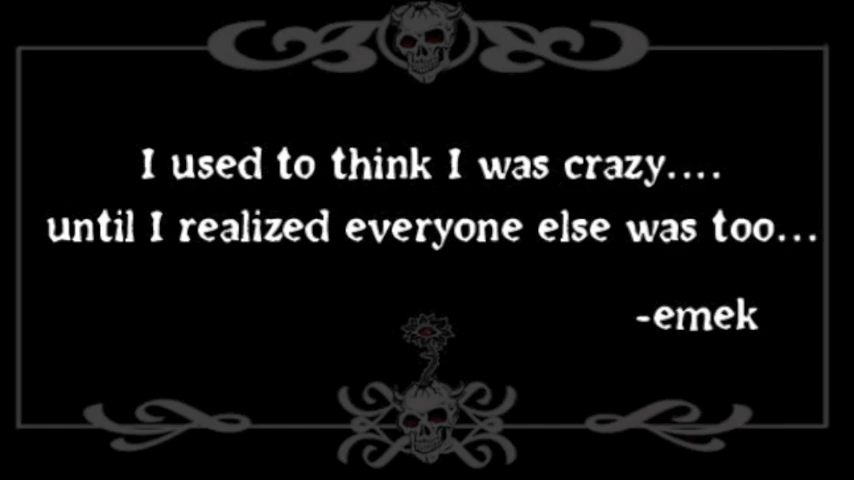 I used to think I was crazy....
until I realized everyone else was too...
-emek